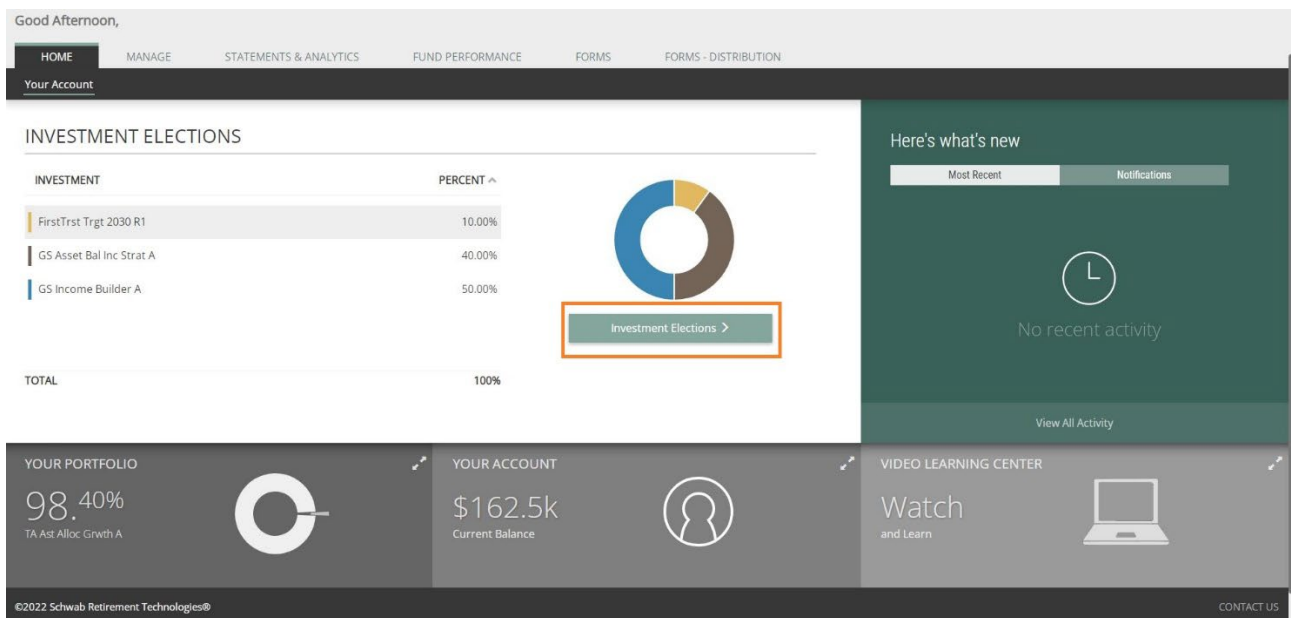 Good Afternoon,
HOME MANAGE STATEMENTS & ANALYTICS FUND PERFORMANCE FORMS FORMS - DISTRIBUTION
Your Account
INVESTMENT ELECTIONS
INVESTMENT PERCENT
FirstTrst Trgt 2030 R1 10.00%
GS Asset Bal Inc Strat A 40.00%
GS Income Builder A 50.00%
Investment Elections >
TOTAL 100%
Here's what's new
Most Recent Notifications
No recent activity
View All Activity
YOUR PORTFOLIO
98.40%
TA Ast Alloc Grwth A
YOUR ACCOUNT
$162.5k
Current Balance
VIDEO LEARNING CENTER
Watch
and Learn
©2022 Schwab Retirement Technologies® CONTACT US